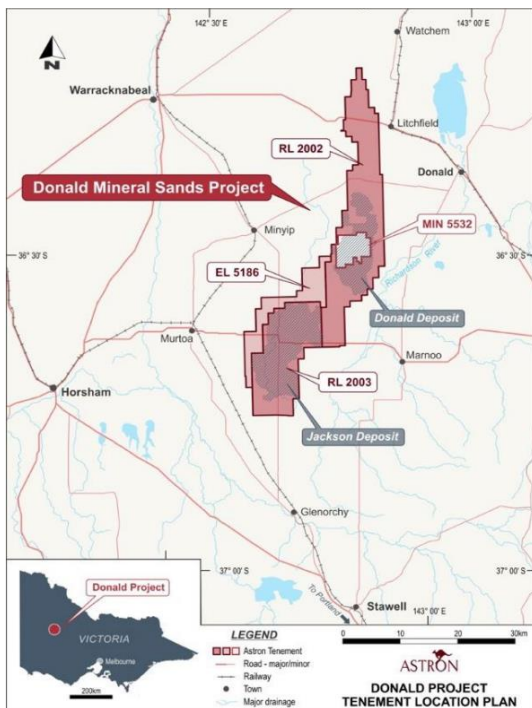 142° 30' E
143° 00' E
Watchem
N
Warracknabeal
Litchfield
RL 2002
Donald
Donald Mineral Sands Project
MIN 5532
Minyip
36° 30' S
36° 30' S
Richardson River
EL 5186
Donald Deposit
Murtoa
Marnoo
RL 2003
Horsham
Jackson Deposit
Glenorchy
37° 00' S
37° 00' S
To Portland
Stawell
143° 00' E
Donald Project
VICTORIA
Melbourne
200km
LEGEND
Astron Tenement
Road - major/minor
Railway
Town
Major drainage
0 10 20 30km
ASTRON
DONALD PROJECT
TENEMENT LOCATION PLAN